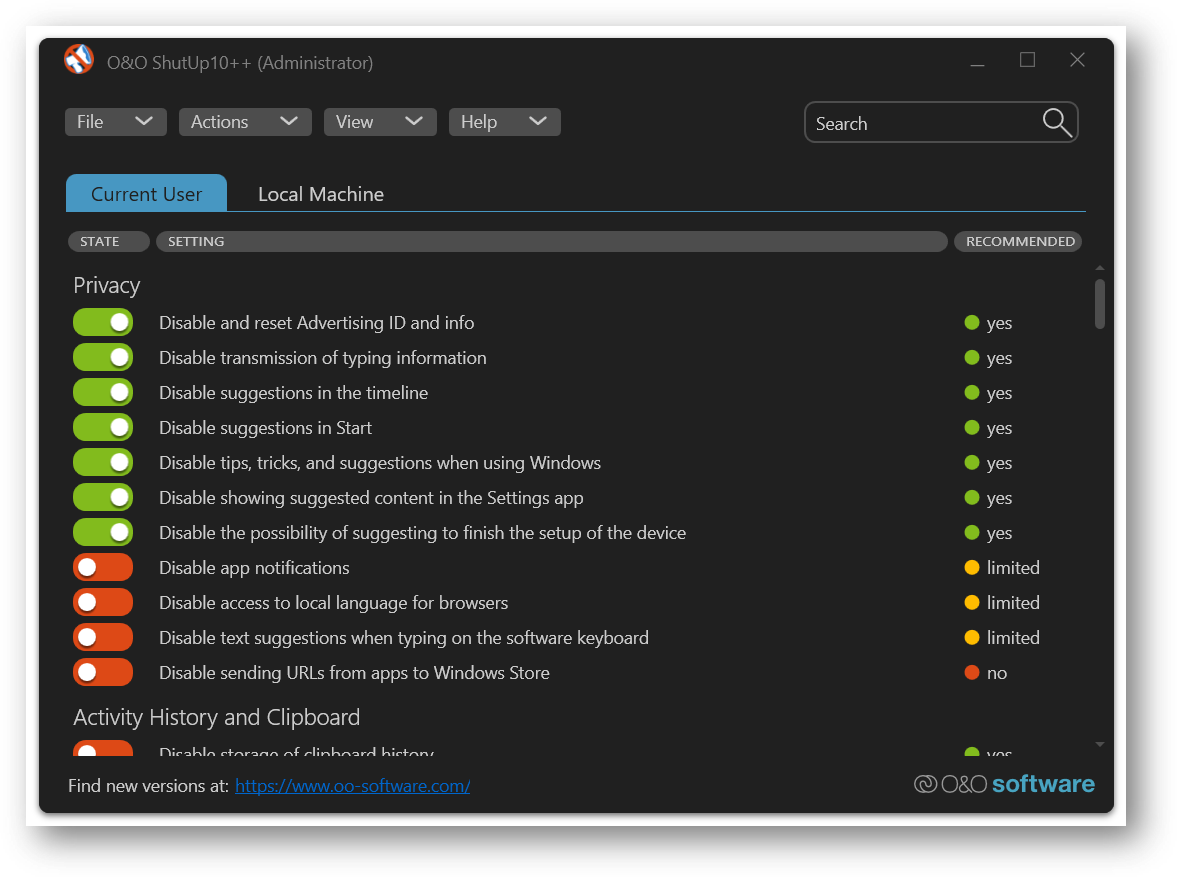 O&O ShutUp10++ (Administrator)
File Actions View Help Search
Current User Local Machine
STATE SETTING RECOMMENDED
Privacy
Disable and reset Advertising ID and info yes
Disable transmission of typing information yes
Disable suggestions in the timeline yes
Disable suggestions in Start yes
Disable tips, tricks, and suggestions when using Windows yes
Disable showing suggested content in the Settings app yes
Disable the possibility of suggesting to finish the setup of the device yes
Disable app notifications limited
Disable access to local language for browsers limited
Disable text suggestions when typing on the software keyboard limited
Disable sending URLs from apps to Windows Store no
Activity History and Clipboard
Disable storage of clipboard history yes
Find new versions at: https://www.oo-software.com/ O&O software